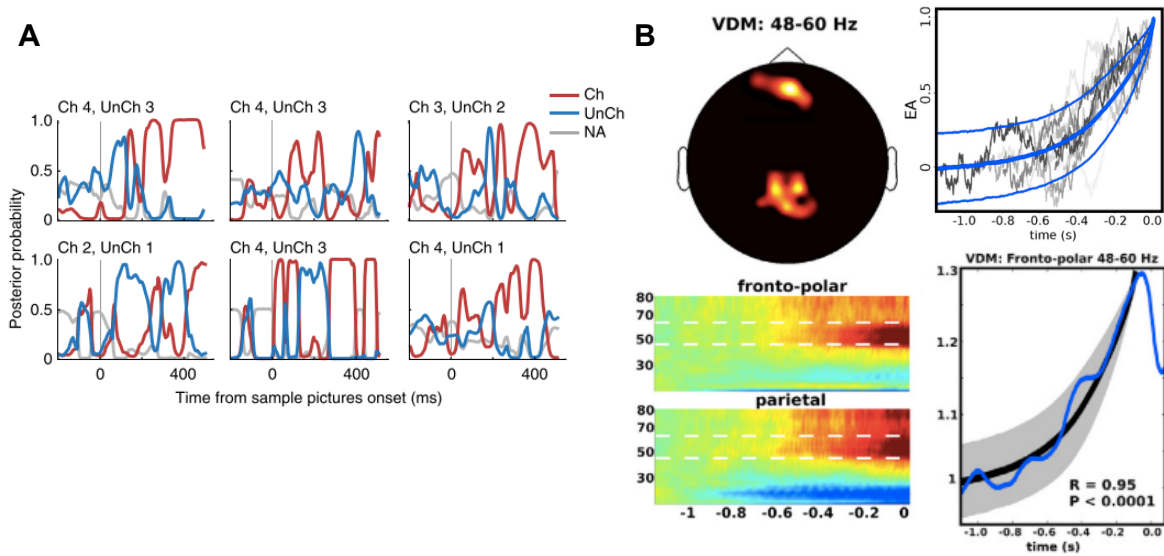 A
Ch 4, UnCh 3
Ch 4, UnCh 3
Ch 3, UnCh 2
Ch
UnCh
NA
1.0
0.5
0
Ch 2, UnCh 1
Ch 4, UnCh 3
Ch 4, UnCh 1
1.0
0.5
0
0
400
0
400
0
400
Posterior probability
Time from sample pictures onset (ms)
B
VDM: 48-60 Hz
1.0
0.5
0
EA
-1.0
-0.8
-0.6
-0.4
-0.2
0.0
time (s)
fronto-polar
80
70
50
30
parietal
80
70
50
30
-1
-0.8
-0.6
-0.4
-0.2
0
VDM: Fronto-polar 48-60 Hz
1.3
1.2
1.1
1
R = 0.95
P < 0.0001
-1.0
-0.8
-0.6
-0.4
-0.2
0.0
time (s)